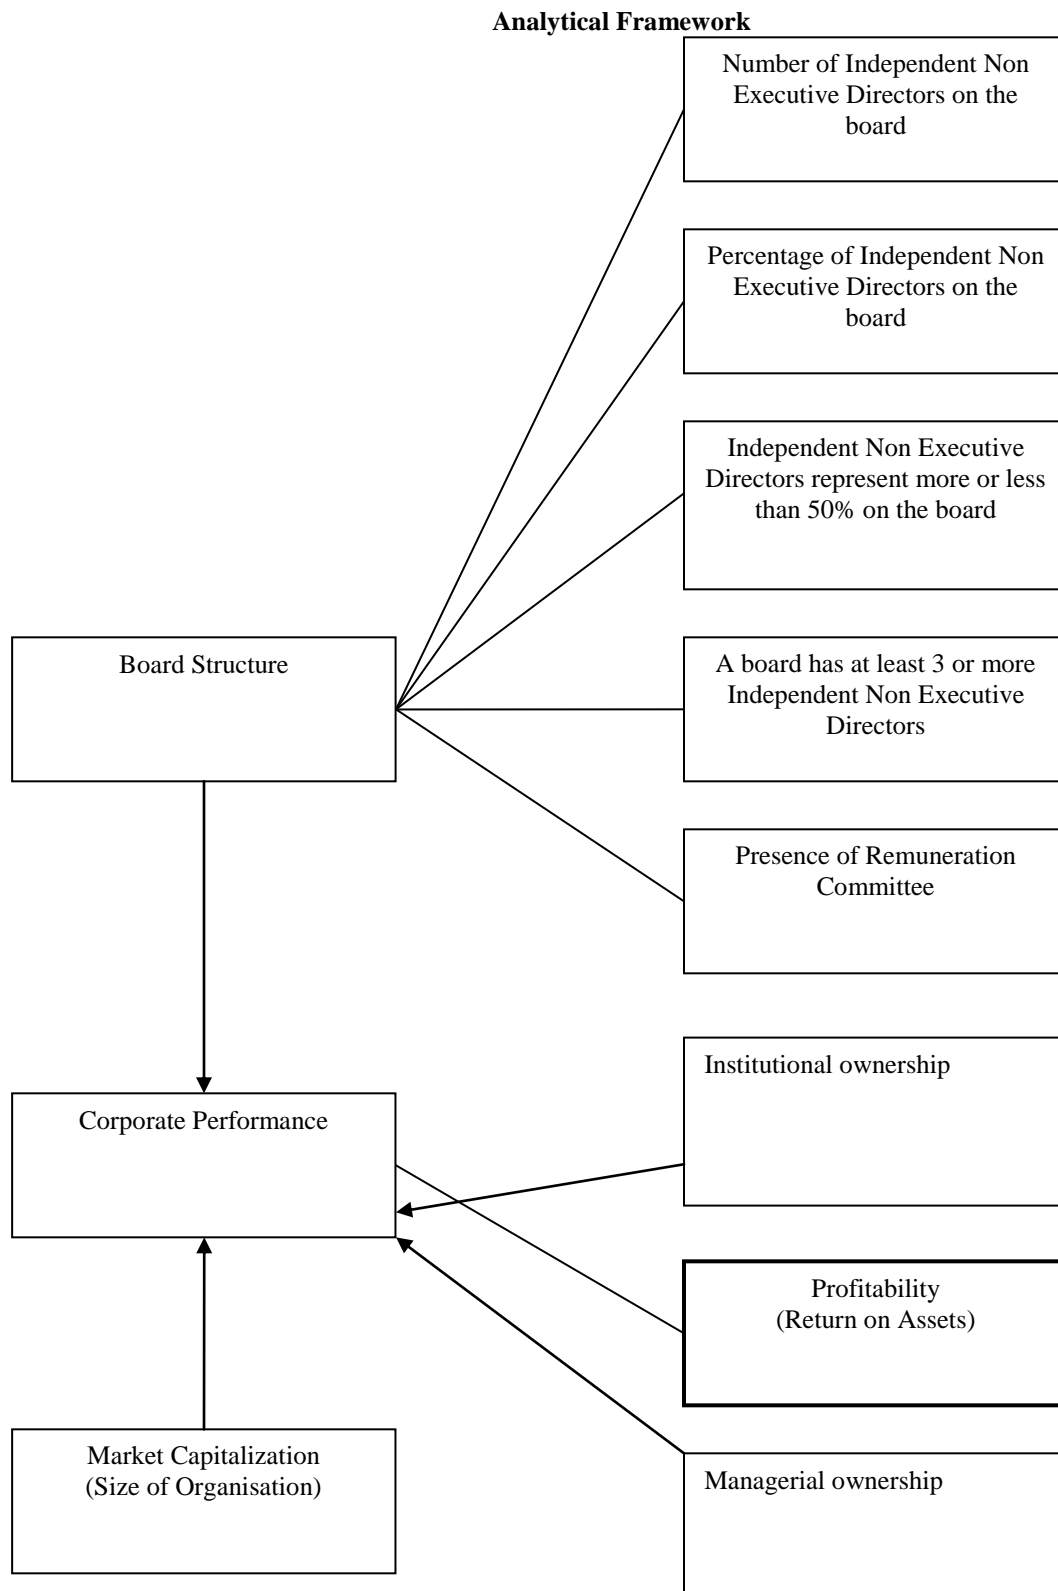 Analytical Framework
Number of Independent Non
Executive Directors on the
board
Percentage of Independent Non
Executive Directors on the
board
Independent Non Executive
Directors represent more or less
than 50% on the board
Board Structure
A board has at least 3 or more
Independent Non Executive
Directors
Presence of Remuneration
Committee
Institutional ownership
Corporate Performance
Profitability
(Return on Assets)
Market Capitalization
(Size of Organisation)
Managerial ownership